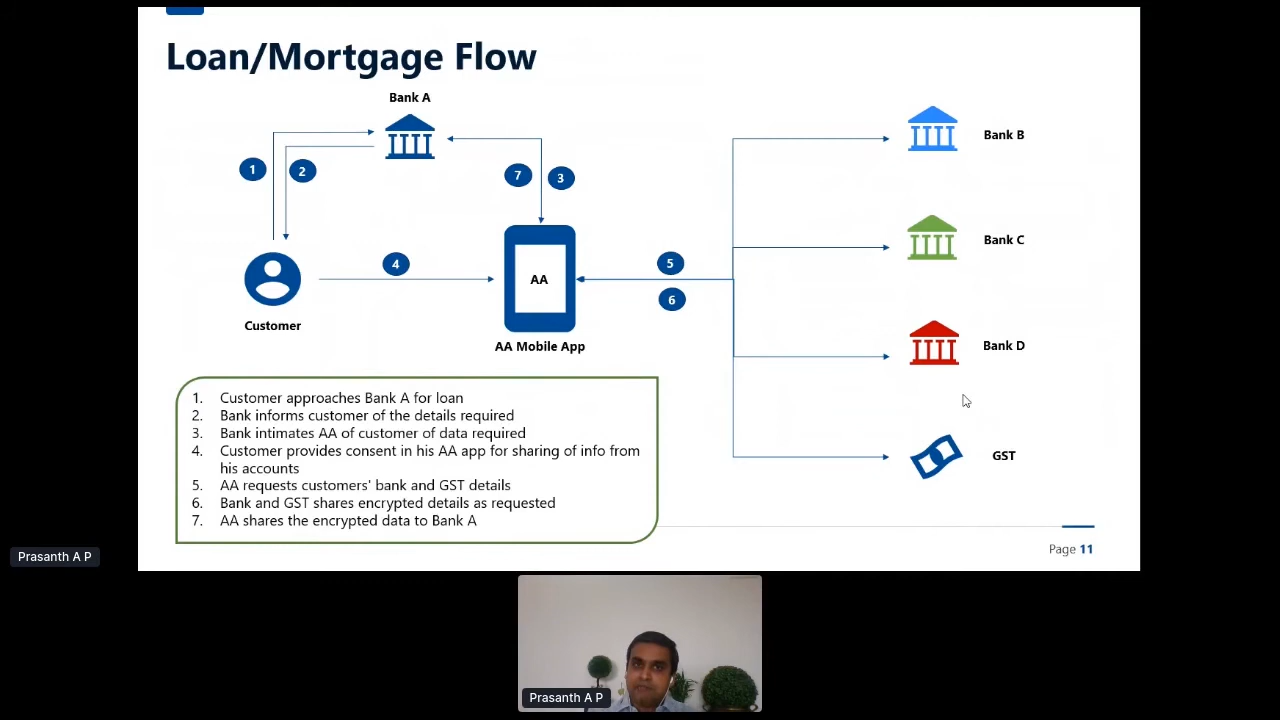 Loan/Mortgage Flow
Bank A
1
2
7
3
4
5
6
Customer
AA
AA Mobile App
Bank B
Bank C
Bank D
GST
1. Customer approaches Bank A for loan
2. Bank informs customer of the details required
3. Bank intimates AA of customer of data required
4. Customer provides consent in his AA app for sharing of info from
his accounts
5. AA requests customers' bank and GST details
6. Bank and GST shares encrypted details as requested
7. AA shares the encrypted data to Bank A
Page 11
Prasanth A P
Prasanth A P